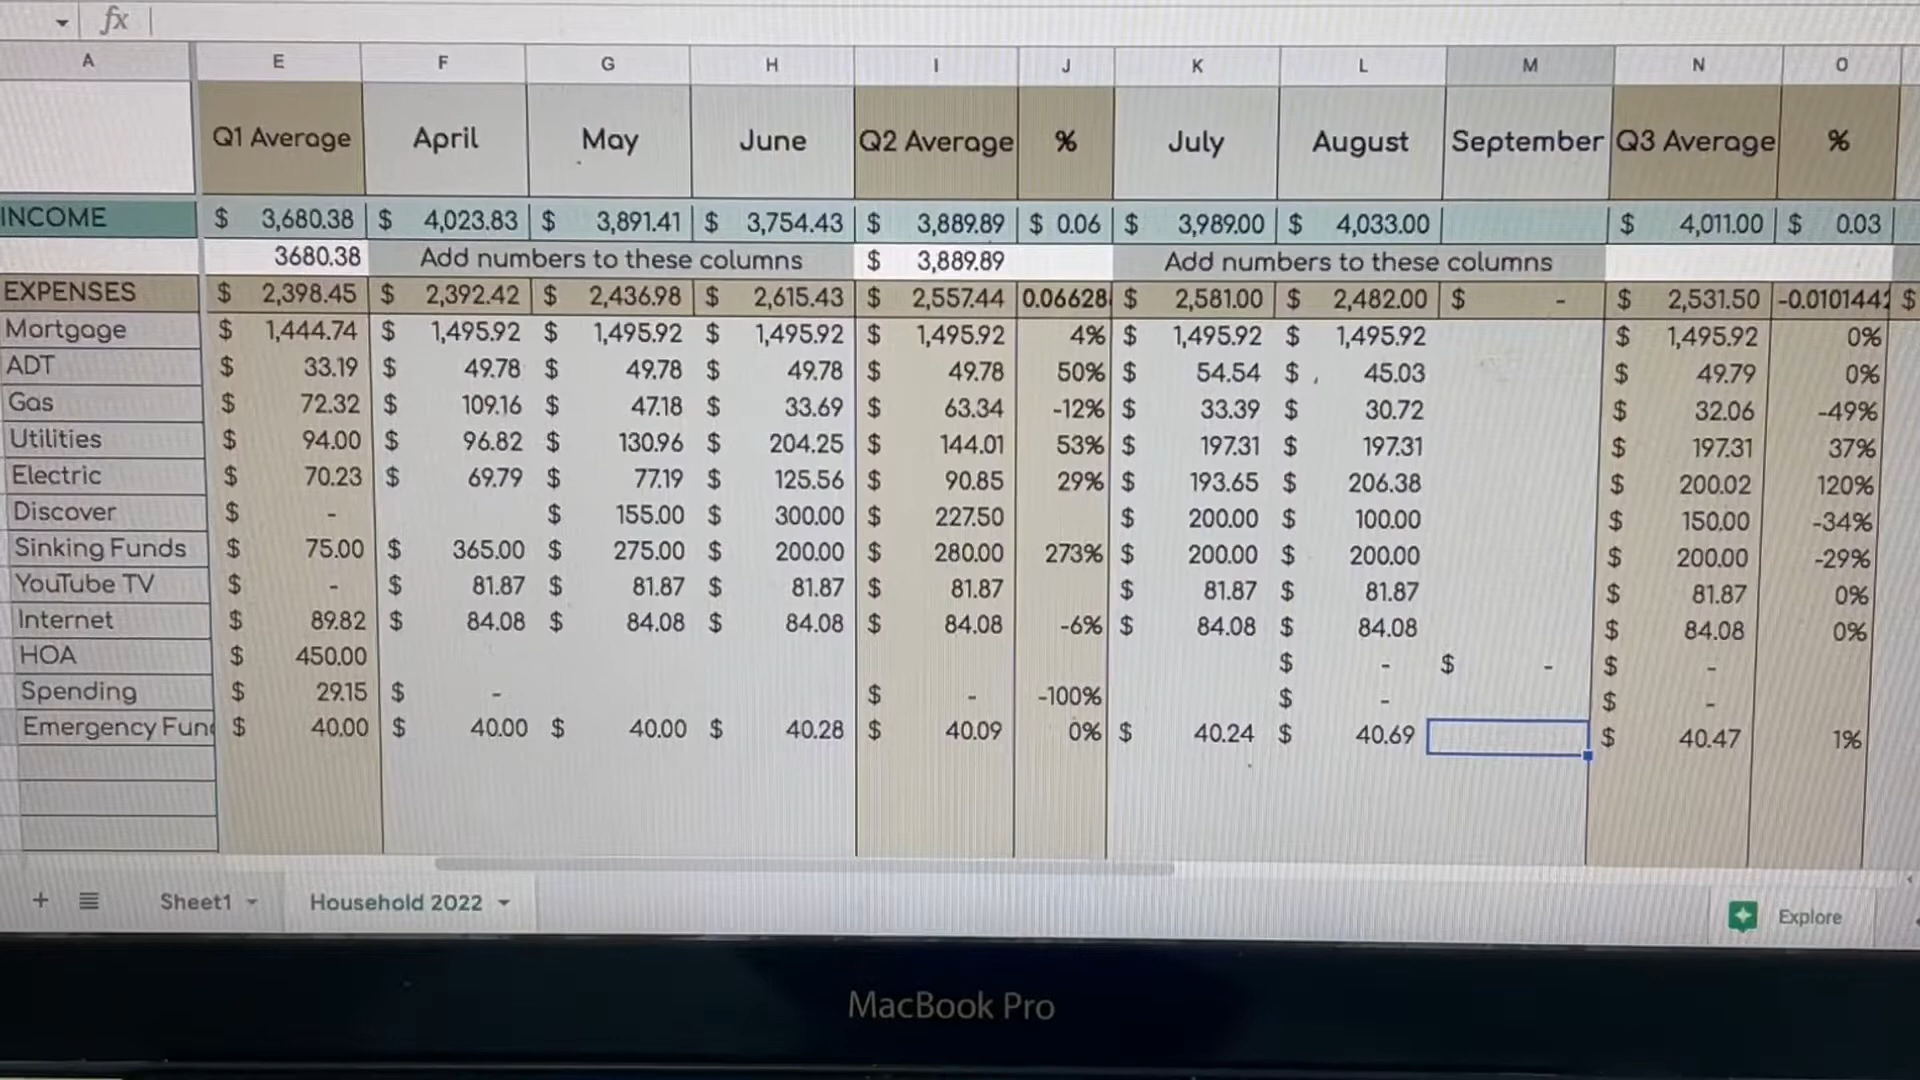 fx
A E F G H I J K L M N O
Q1 Average April May June Q2 Average % July August September Q3 Average %
INCOME $ 3,680.38 $ 4,023.83 $ 3,891.41 $ 3,754.43 $ 3,889.89 $ 0.06 $ 3,989.00 $ 4,033.00 $ 4,011.00 $ 0.03
3680.38 Add numbers to these columns $ 3,889.89 Add numbers to these columns
EXPENSES $ 2,398.45 $ 2,392.42 $ 2,436.98 $ 2,615.43 $ 2,557.44 0.06628 $ 2,581.00 $ 2,482.00 $ - $ 2,531.50 -0.0101442 $
Mortgage $ 1,444.74 $ 1,495.92 $ 1,495.92 $ 1,495.92 $ 1,495.92 4% $ 1,495.92 $ 1,495.92 $ 1,495.92 0%
ADT $ 33.19 $ 49.78 $ 49.78 $ 49.78 $ 49.78 50% $ 54.54 $ 45.03 $ 49.79 0%
Gas $ 72.32 $ 109.16 $ 47.18 $ 33.69 $ 63.34 -12% $ 33.39 $ 30.72 $ 32.06 -49%
Utilities $ 94.00 $ 96.82 $ 130.96 $ 204.25 $ 144.01 53% $ 197.31 $ 197.31 $ 197.31 37%
Electric $ 70.23 $ 69.79 $ 77.19 $ 125.56 $ 90.85 29% $ 193.65 $ 206.38 $ 200.02 120%
Discover $ - $ 155.00 $ 300.00 $ 227.50 $ 200.00 $ 100.00 $ 150.00 -34%
Sinking Funds $ 75.00 $ 365.00 $ 275.00 $ 200.00 $ 280.00 273% $ 200.00 $ 200.00 $ 200.00 -29%
YouTube TV $ - $ 81.87 $ 81.87 $ 81.87 $ 81.87 $ 81.87 $ 81.87 $ 81.87 0%
Internet $ 89.82 $ 84.08 $ 84.08 $ 84.08 $ 84.08 -6% $ 84.08 $ 84.08 $ 84.08 0%
HOA $ 450.00 $ - $ - $ -
Spending $ 29.15 $ - $ - -100% $ - $ -
Emergency Fun $ 40.00 $ 40.00 $ 40.00 $ 40.28 $ 40.09 0% $ 40.24 $ 40.69 $ 40.47 1%
+ Sheet1 Household 2022 Explore
MacBook Pro